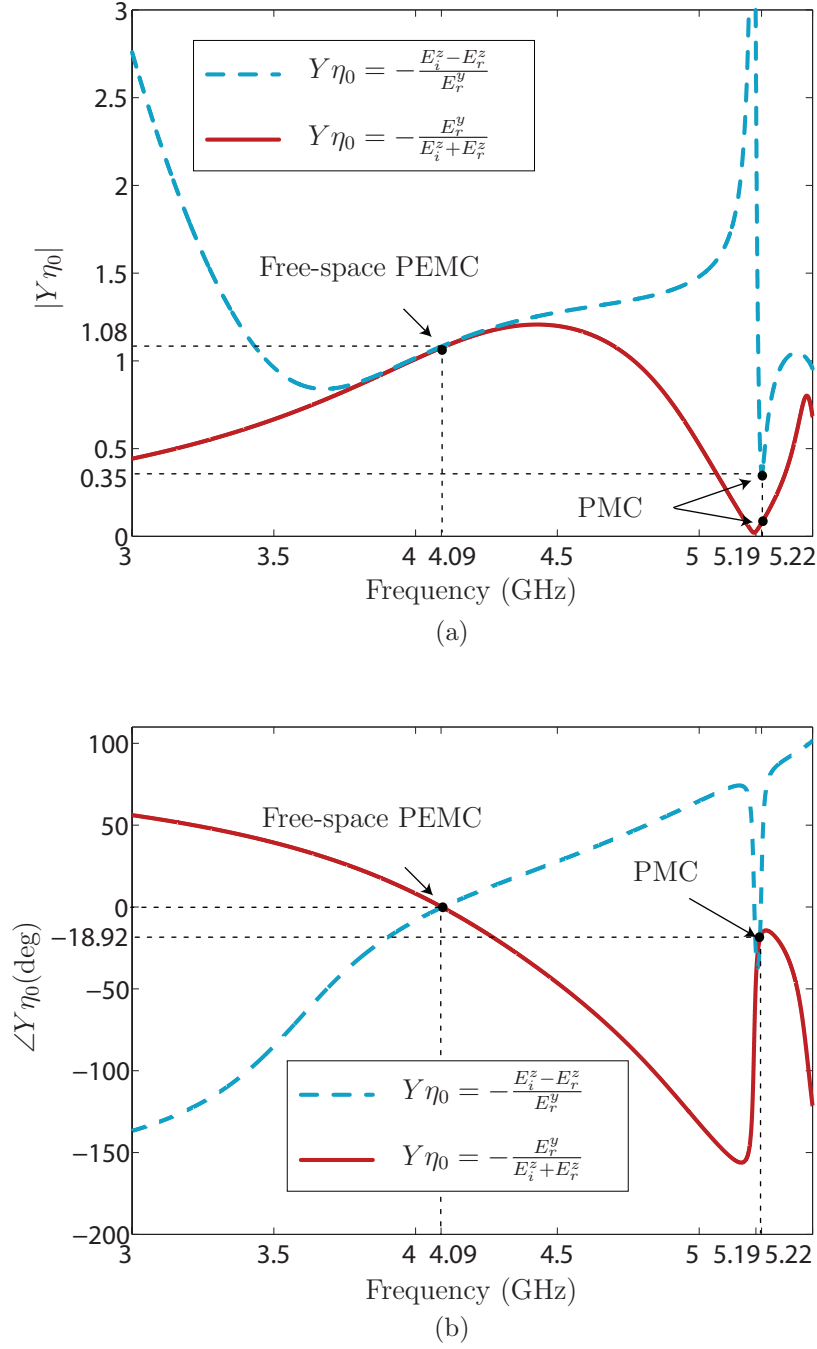 3
2.5
2
1.5
1.08
1
0.5
0.35
0
|Yη₀|
Yη₀ = −(E_i^z − E_r^z)/(E_r^y)
Yη₀ = −(E_r^y)/(E_i^z + E_r^z)
Free-space PEMC
PMC
3 3.5 4 4.09 4.5 5 5.19 5.22
Frequency (GHz)
(a)
100
50
0
−18.92
−50
−100
−150
−200
∠Yη₀(deg)
Free-space PEMC
PMC
Yη₀ = −(E_i^z − E_r^z)/(E_r^y)
Yη₀ = −(E_r^y)/(E_i^z + E_r^z)
3 3.5 4 4.09 4.5 5 5.19 5.22
Frequency (GHz)
(b)